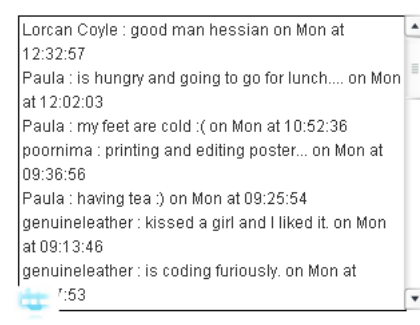 Lorcan Coyle : good man hessian on Mon at
12:32:57
Paula : is hungry and going to go for lunch.... on Mon
at 12:02:03
Paula : my feet are cold :( on Mon at 10:52:36
poornima : printing and editing poster... on Mon at
09:36:56
Paula : having tea :) on Mon at 09:25:54
genuineleather : kissed a girl and I liked it. on Mon
at 09:13:46
genuineleather : is coding furiously. on Mon at
:53